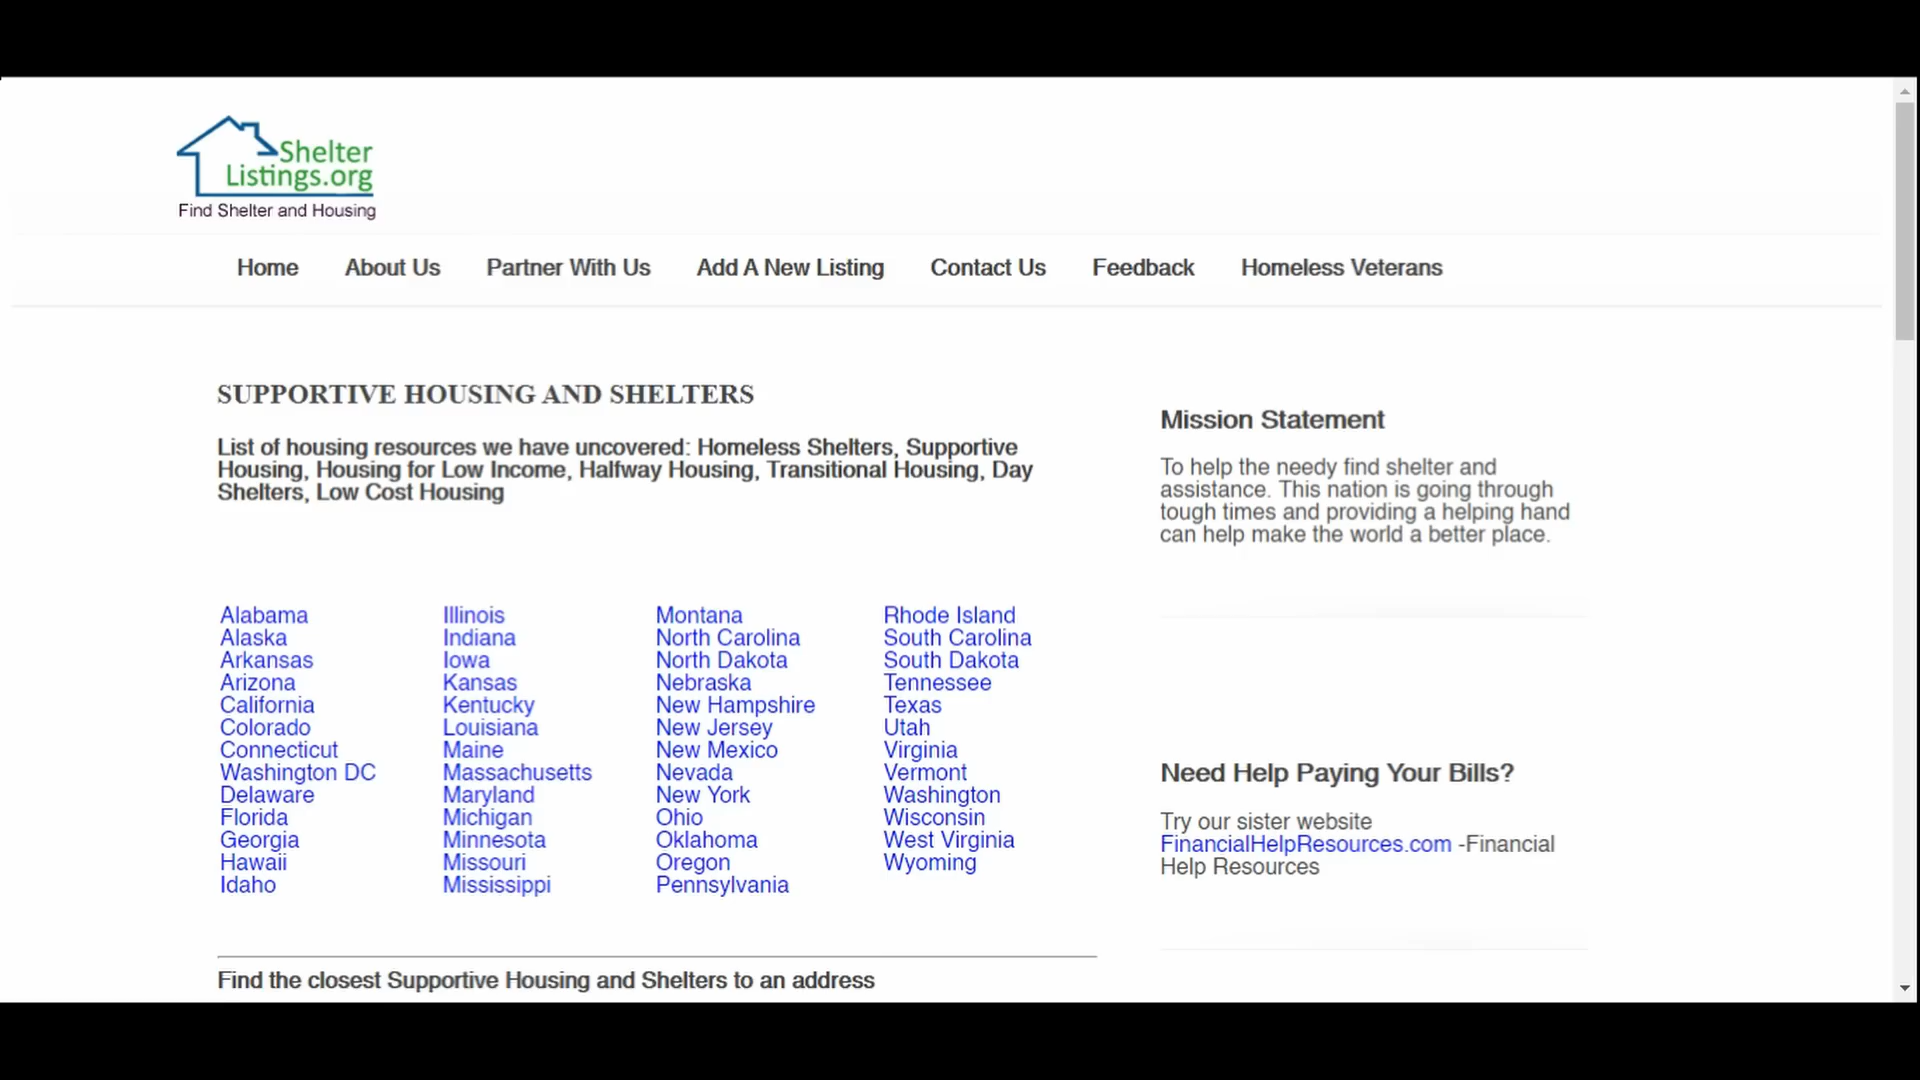 Shelter
Listings.org
Find Shelter and Housing
Home About Us Partner With Us Add A New Listing Contact Us Feedback Homeless Veterans
SUPPORTIVE HOUSING AND SHELTERS
List of housing resources we have uncovered: Homeless Shelters, Supportive
Housing, Housing for Low Income, Halfway Housing, Transitional Housing, Day
Shelters, Low Cost Housing
Alabama
Alaska
Arkansas
Arizona
California
Colorado
Connecticut
Washington DC
Delaware
Florida
Georgia
Hawaii
Idaho
Illinois
Indiana
Iowa
Kansas
Kentucky
Louisiana
Maine
Massachusetts
Maryland
Michigan
Minnesota
Missouri
Mississippi
Montana
North Carolina
North Dakota
Nebraska
New Hampshire
New Jersey
New Mexico
Nevada
New York
Ohio
Oklahoma
Oregon
Pennsylvania
Rhode Island
South Carolina
South Dakota
Tennessee
Texas
Utah
Virginia
Vermont
Washington
Wisconsin
West Virginia
Wyoming
Find the closest Supportive Housing and Shelters to an address
Mission Statement
To help the needy find shelter and
assistance. This nation is going through
tough times and providing a helping hand
can help make the world a better place.
Need Help Paying Your Bills?
Try our sister website
FinancialHelpResources.com -Financial
Help Resources